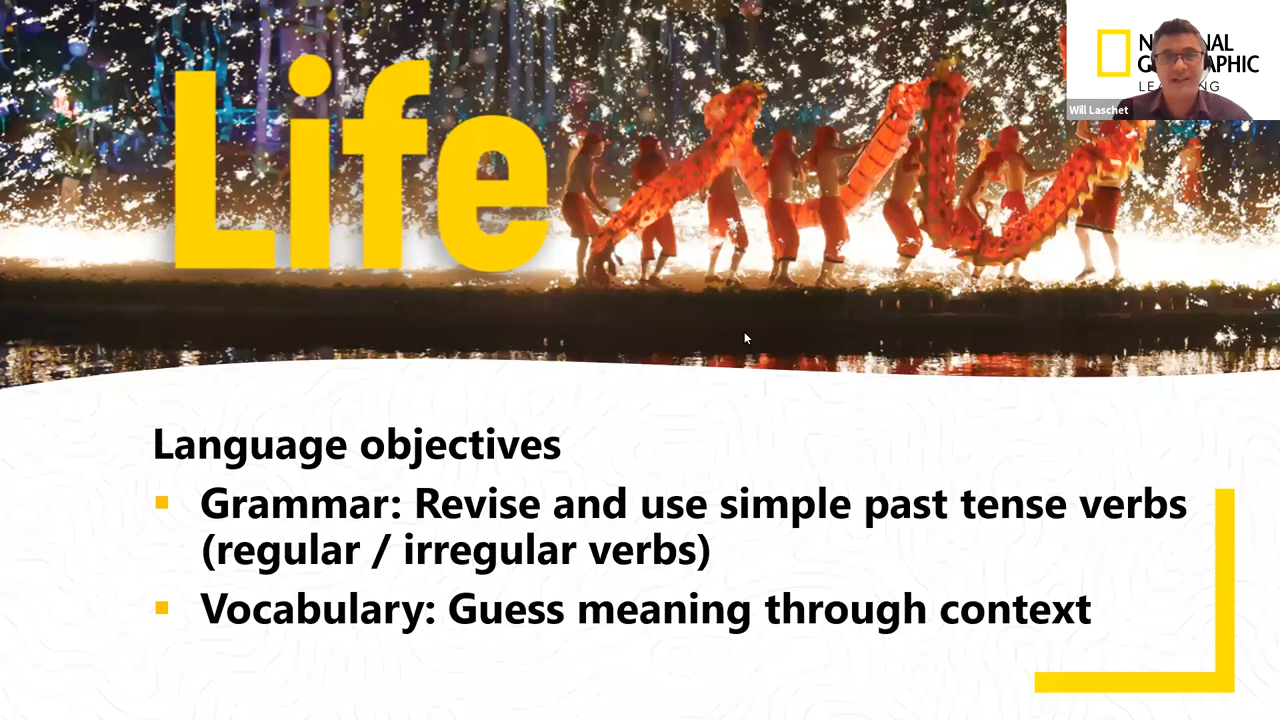 Life
Will Laschet
Language objectives
▪ Grammar: Revise and use simple past tense verbs
(regular / irregular verbs)
▪ Vocabulary: Guess meaning through context